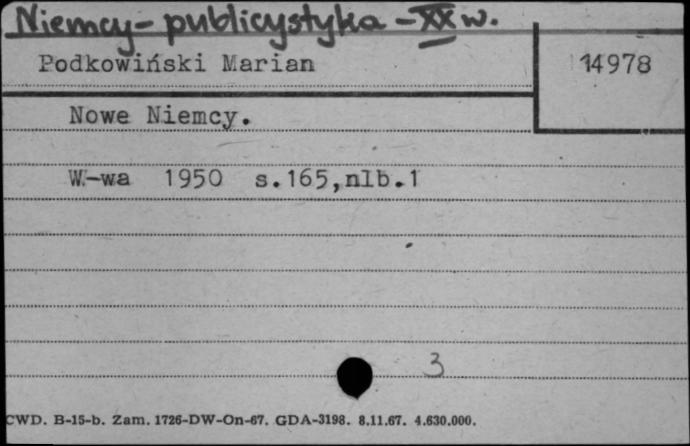 Niemcy - publicystyka - XX w.
Podkowiński Marian
14978
Nowe Niemcy.
W.-wa 1950 s.165,nlb.1
3
CWD. B-15-b. Zam. 1726-DW-On-67. GDA-3198. 8.11.67. 4.630.000.